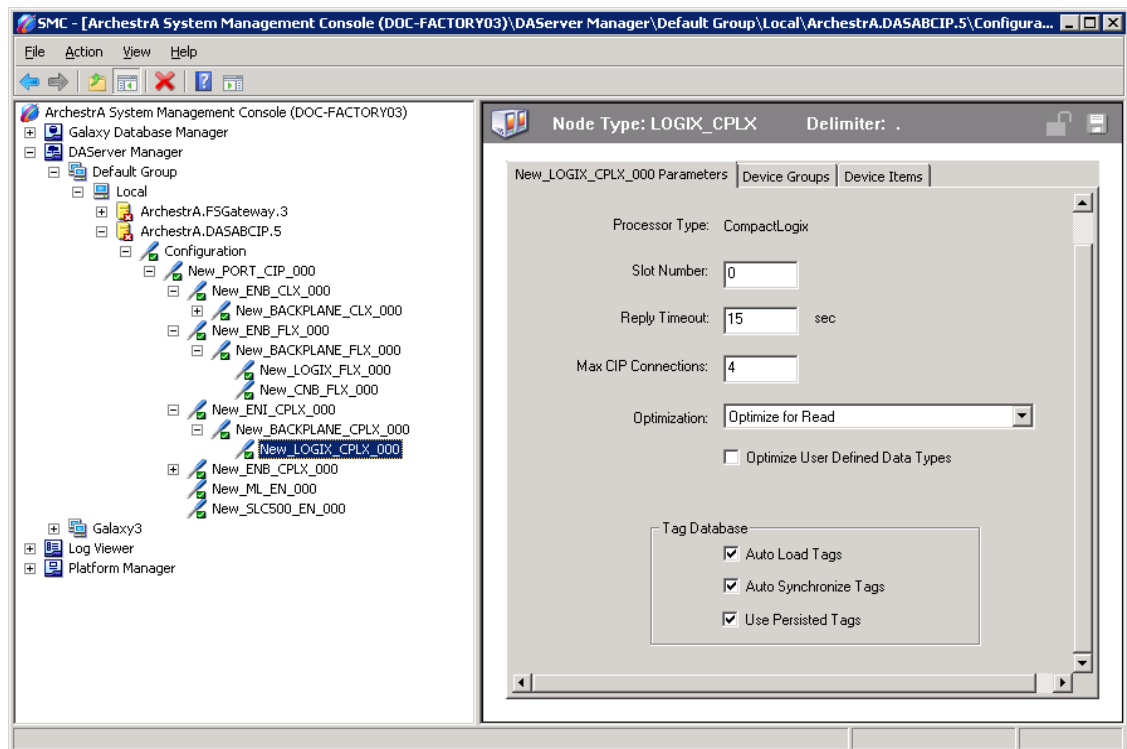 SMC - [ArchestrA System Management Console (DOC-FACTORY03)\DAServer Manager\Default Group\Local\ArchestrA.DASABCIP.5\Configura...
File Action View Help
ArchestrA System Management Console (DOC-FACTORY03)
Galaxy Database Manager
DAServer Manager
Default Group
Local
ArchestrA.FSGateway.3
ArchestrA.DASABCIP.5
Configuration
New_PORT_CIP_000
New_ENB_CLX_000
New_BACKPLANE_CLX_000
New_ENB_FLX_000
New_BACKPLANE_FLX_000
New_LOGIX_FLX_000
New_CNB_FLX_000
New_ENI_CPLX_000
New_BACKPLANE_CPLX_000
New_LOGIX_CPLX_000
New_ENB_CPLX_000
New_ML_EN_000
New_SLC500_EN_000
Galaxy3
Log Viewer
Platform Manager
Node Type: LOGIX_CPLX Delimiter: .
New_LOGIX_CPLX_000 Parameters Device Groups Device Items
Processor Type: CompactLogix
Slot Number: 0
Reply Timeout: 15 sec
Max CIP Connections: 4
Optimization: Optimize for Read
Optimize User Defined Data Types
Tag Database
Auto Load Tags
Auto Synchronize Tags
Use Persisted Tags